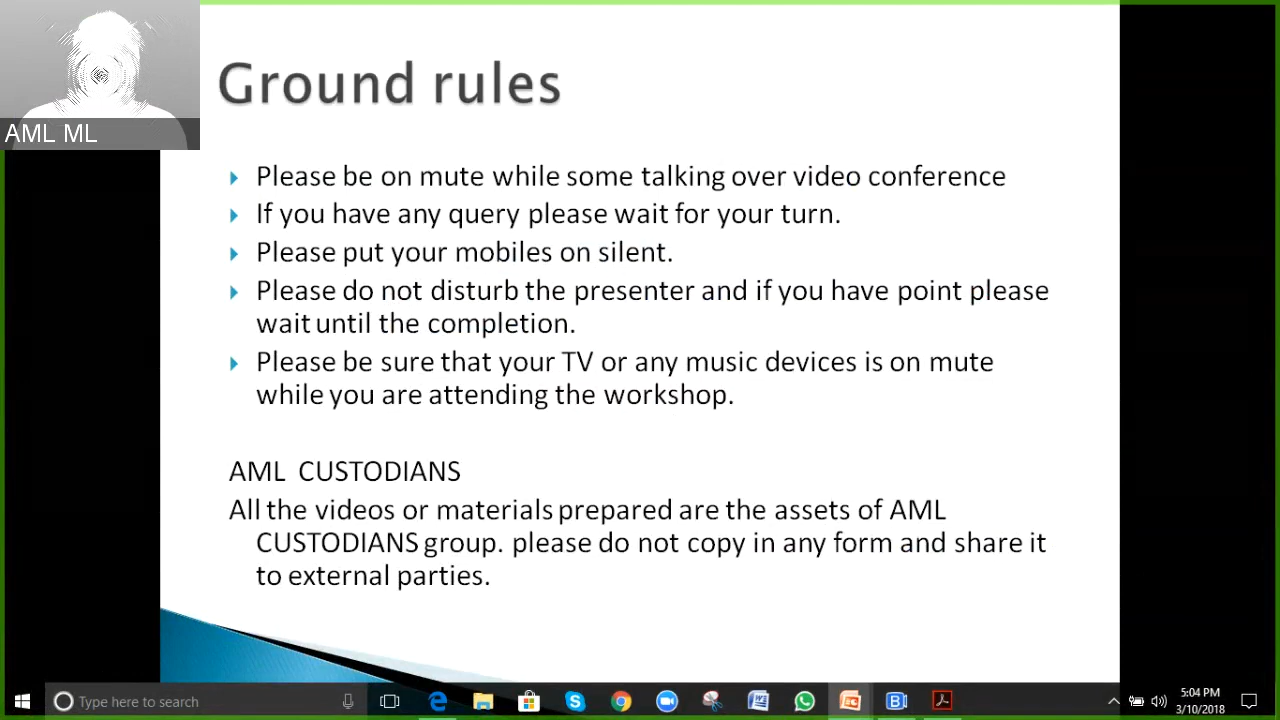 Ground rules
AML ML
Please be on mute while some talking over video conference
If you have any query please wait for your turn.
Please put your mobiles on silent.
Please do not disturb the presenter and if you have point please
wait until the completion.
Please be sure that your TV or any music devices is on mute
while you are attending the workshop.
AML CUSTODIANS
All the videos or materials prepared are the assets of AML
CUSTODIANS group. please do not copy in any form and share it
to external parties.
Type here to search
5:04 PM
3/10/2018